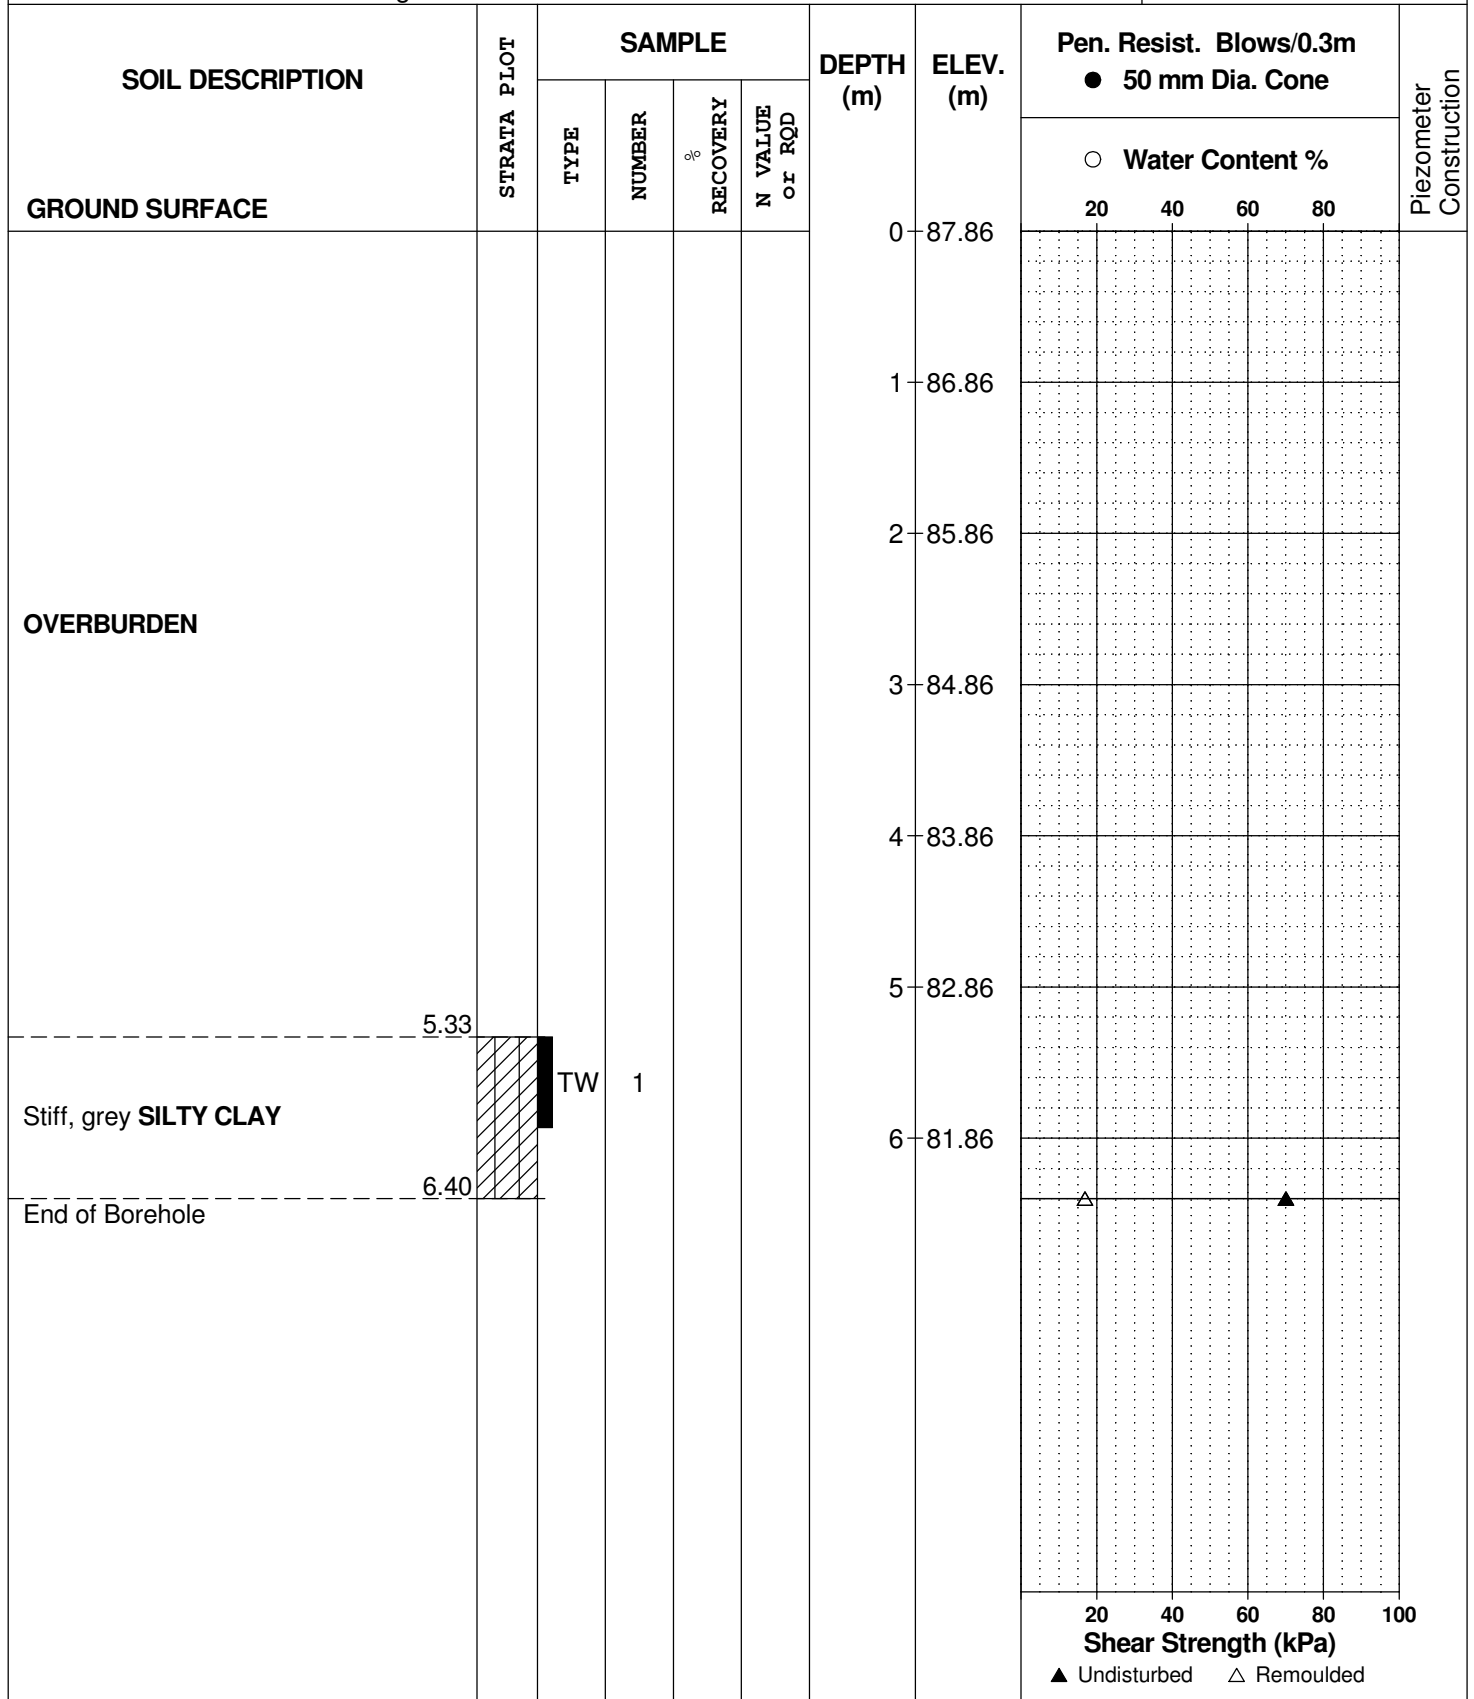 SOIL DESCRIPTION
GROUND SURFACE
STRATA PLOT
SAMPLE
TYPE
NUMBER
%
RECOVERY
N VALUE
or RQD
DEPTH
(m)
ELEV.
(m)
Pen. Resist. Blows/0.3m
● 50 mm Dia. Cone
○ Water Content %
20 40 60 80
Piezometer
Construction
0 87.86
1 86.86
2 85.86
OVERBURDEN
3 84.86
4 83.86
5 82.86
5.33
TW 1
Stiff, grey SILTY CLAY
6 81.86
6.40
End of Borehole
20 40 60 80 100
Shear Strength (kPa)
▲ Undisturbed △ Remoulded